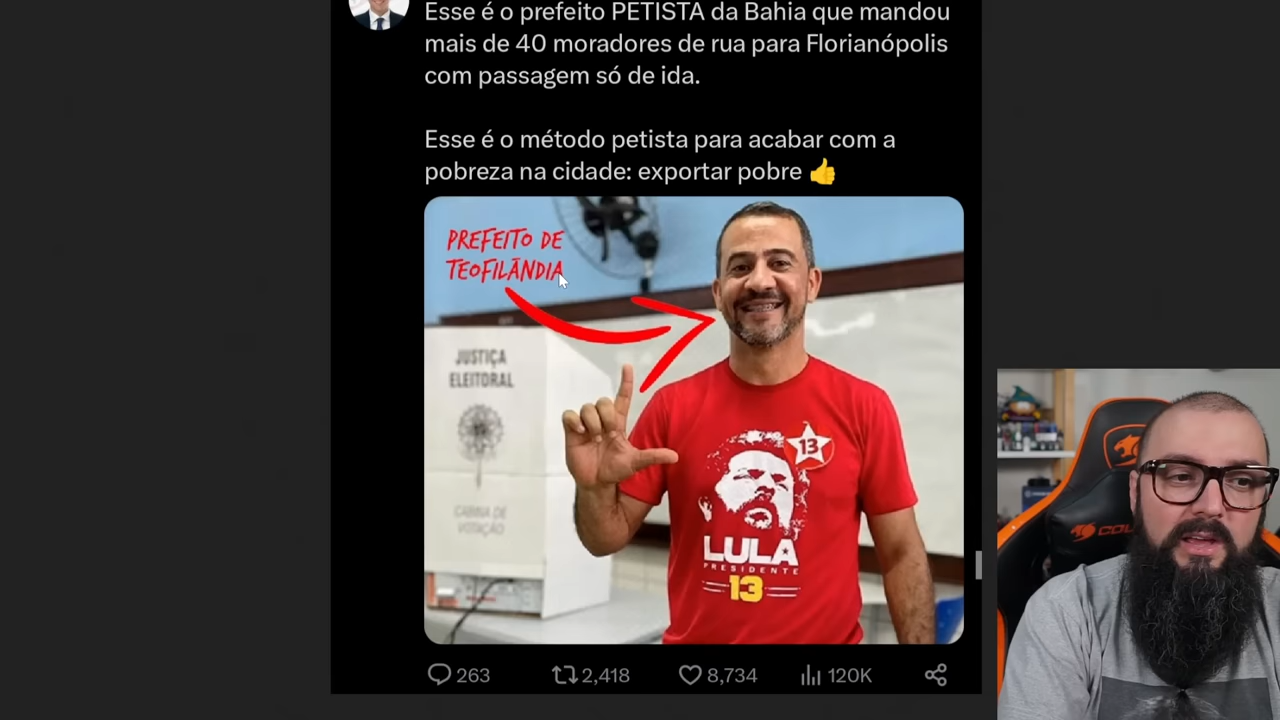 Esse é o prefeito PETISTA da Bahia que mandou
mais de 40 moradores de rua para Florianópolis
com passagem só de ida.
Esse é o método petista para acabar com a
pobreza na cidade: exportar pobre 👍
PREFEITO DE
TEOFILÂNDIA
JUSTIÇA
ELEITORAL
CABINA DE
VOTAÇÃO
13
LULA
PRESIDENTE
13
263
2,418
8,734
120K
COU